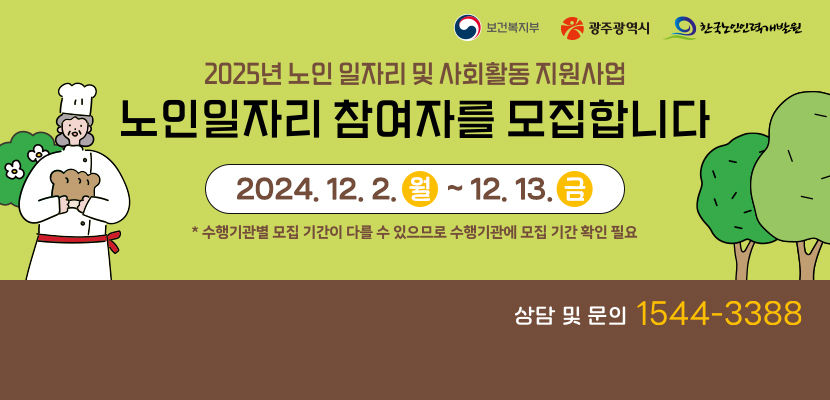 보건복지부 광주광역시 한국노인인력개발원
2025년 노인 일자리 및 사회활동 지원사업
노인일자리 참여자를 모집합니다
2024. 12. 2. 월 ~ 12. 13. 금
* 수행기관별 모집 기간이 다를 수 있으므로 수행기관에 모집 기간 확인 필요
상담 및 문의 1544-3388